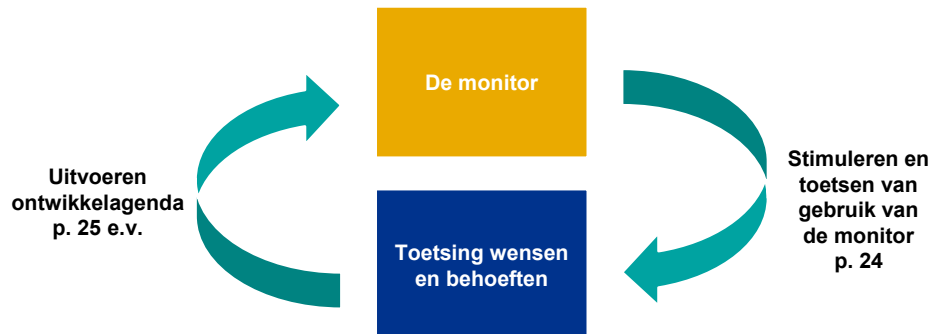 De monitor
Uitvoeren
ontwikkelagenda
p. 25 e.v.
Stimuleren en
toetsen van
gebruik van
de monitor
p. 24
Toetsing wensen
en behoeften